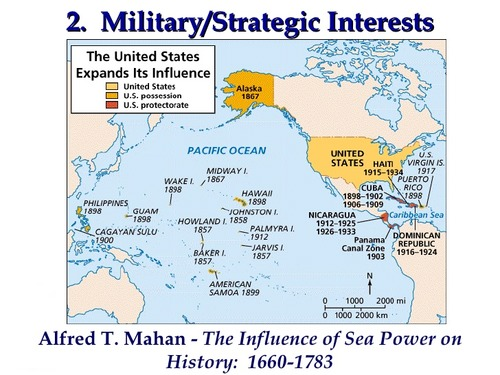 2. Military/Strategic Interests
The United States
Expands Its Influence
United States
U.S. possession
U.S. protectorate
Alaska
1867
PACIFIC OCEAN
UNITED
STATES
HAITI
1915–1934
U.S.
VIRGIN IS.
1917
PUERTO
RICO
1898
CUBA
1898–1902
1906–1909
MIDWAY I.
1867
WAKE I.
1898
HAWAII
1898
PHILIPPINES
1898
GUAM
1898
JOHNSTON I.
1858
HOWLAND I.
1857
PALMYRA I.
1912
CAGAYAN SULU
1900
JARVIS I.
1857
BAKER I.
1857
AMERICAN
SAMOA 1899
NICARAGUA
1912–1925
1926–1933
Caribbean Sea
Panama
Canal Zone
1903
DOMINICAN
REPUBLIC
1916–1924
N
0 1000 2000 mi
0 1000 2000 km
Alfred T. Mahan - The Influence of Sea Power on
History: 1660-1783